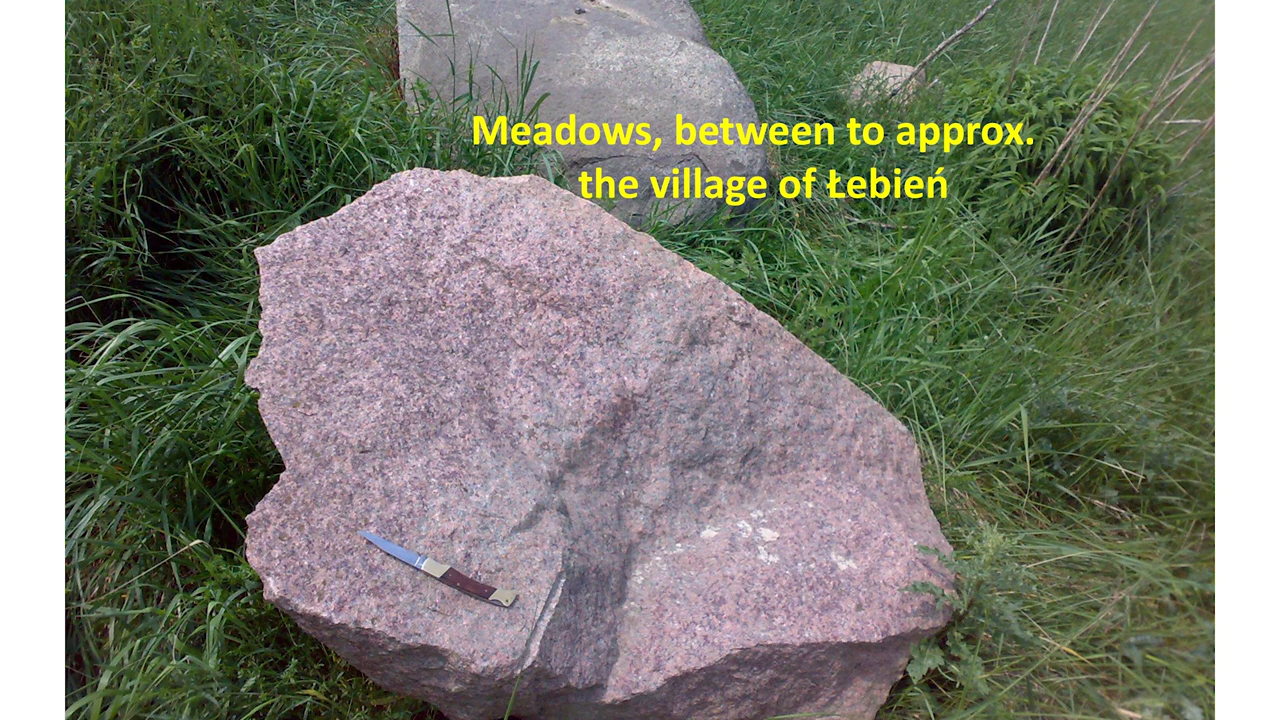 Meadows, between to approx.
the village of Łebień